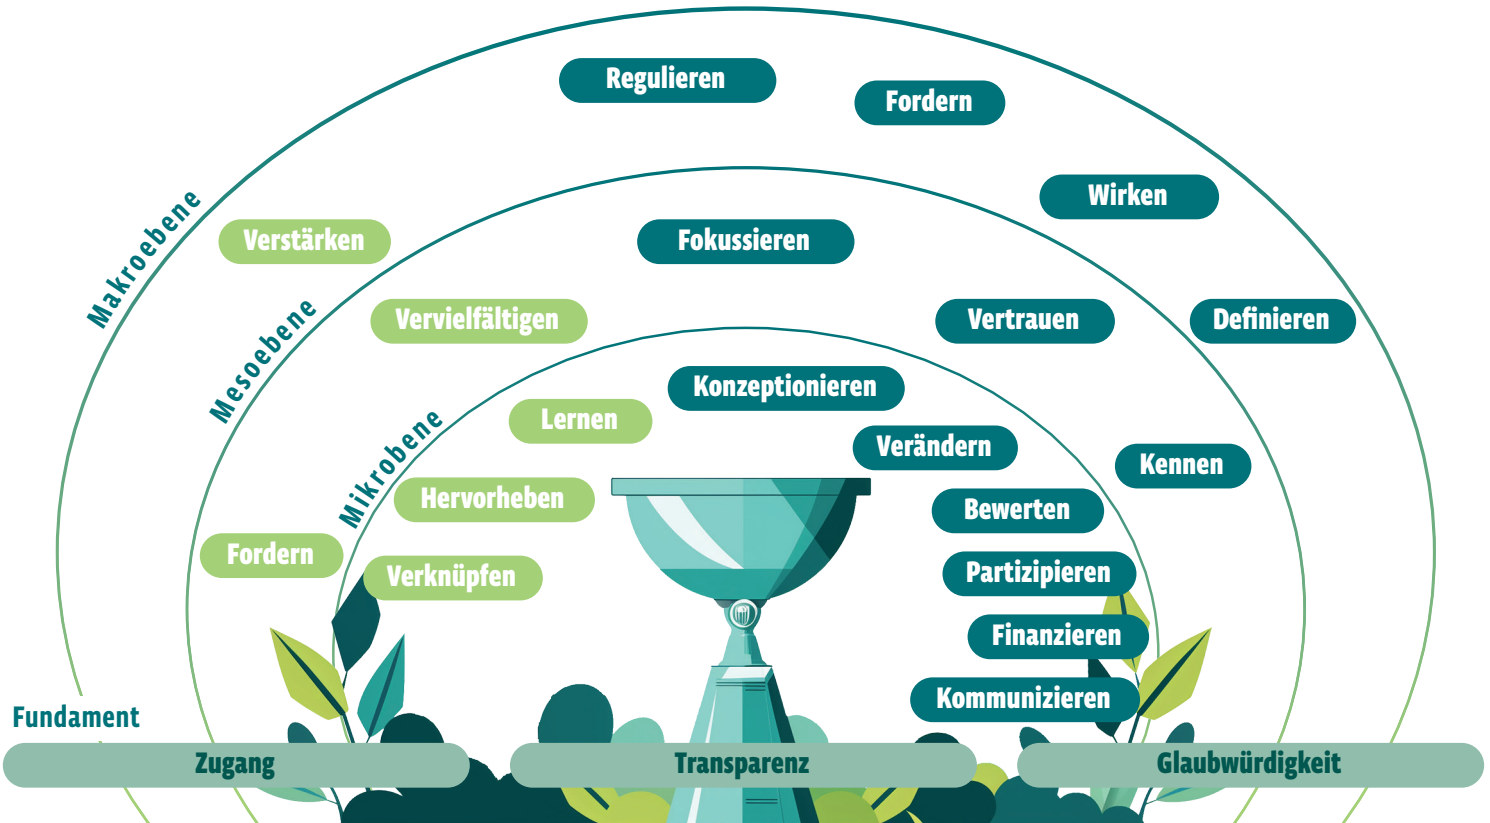 Regulieren
Fordern
Wirken
Makroebene
Verstärken
Fokussieren
Mesoebene
Vervielfältigen
Vertrauen
Definieren
Konzeptionieren
Lernen
Mikrobene
Verändern
Kennen
Hervorheben
Bewerten
Fordern
Verknüpfen
Partizipieren
Finanzieren
Kommunizieren
Fundament
Zugang
Transparenz
Glaubwürdigkeit